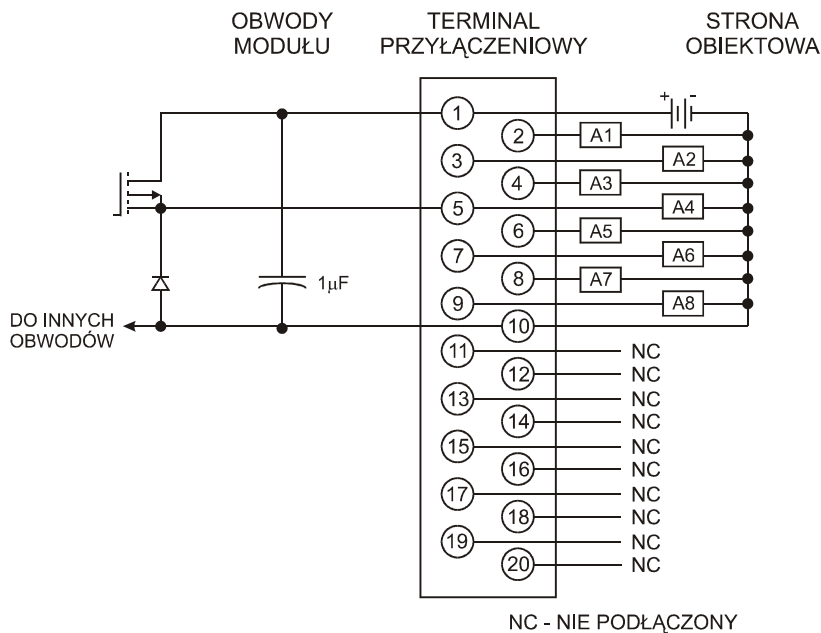 OBWODY
MODUŁU
TERMINAL
PRZYŁĄCZENIOWY
STRONA
OBIEKTOWA
1
+ -
2
A1
3
A2
4
A3
5
A4
6
A5
7
A6
8
A7
1µF
9
A8
DO INNYCH
OBWODÓW
10
11
NC
12
NC
13
NC
14
NC
15
NC
16
NC
17
NC
18
NC
19
NC
20
NC
NC - NIE PODŁĄCZONY